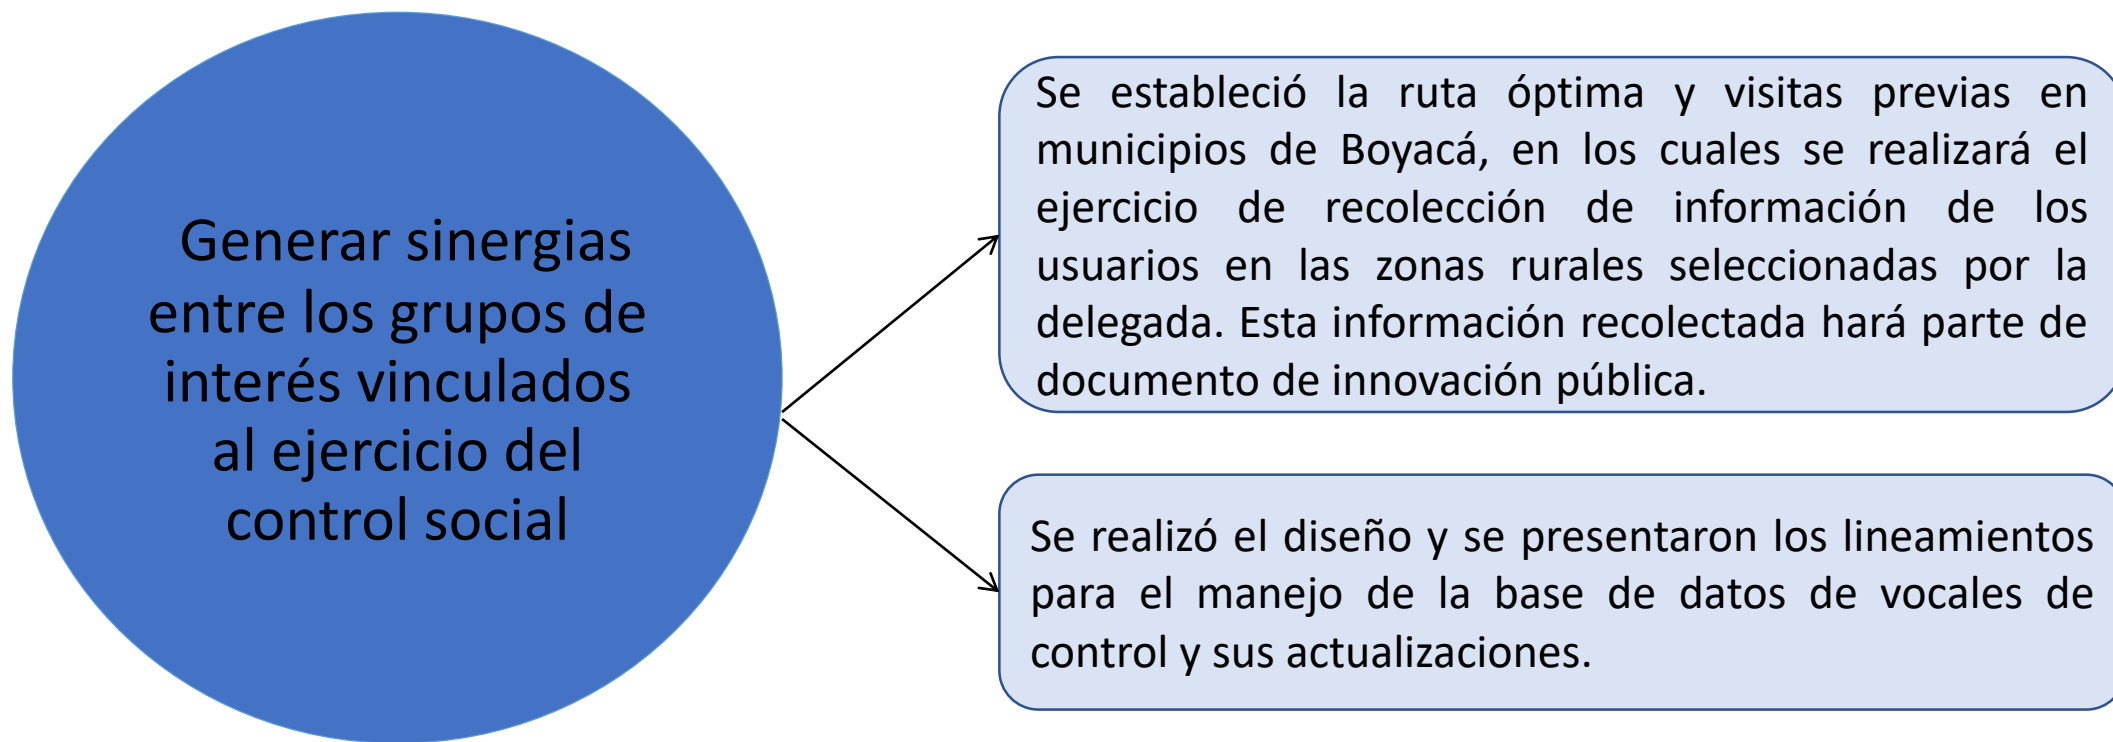 Generar sinergias
entre los grupos de
interés vinculados
al ejercicio del
control social
Se estableció la ruta óptima y visitas previas en
municipios de Boyacá, en los cuales se realizará el
ejercicio de recolección de información de los
usuarios en las zonas rurales seleccionadas por la
delegada. Esta información recolectada hará parte de
documento de innovación pública.
Se realizó el diseño y se presentaron los lineamientos
para el manejo de la base de datos de vocales de
control y sus actualizaciones.